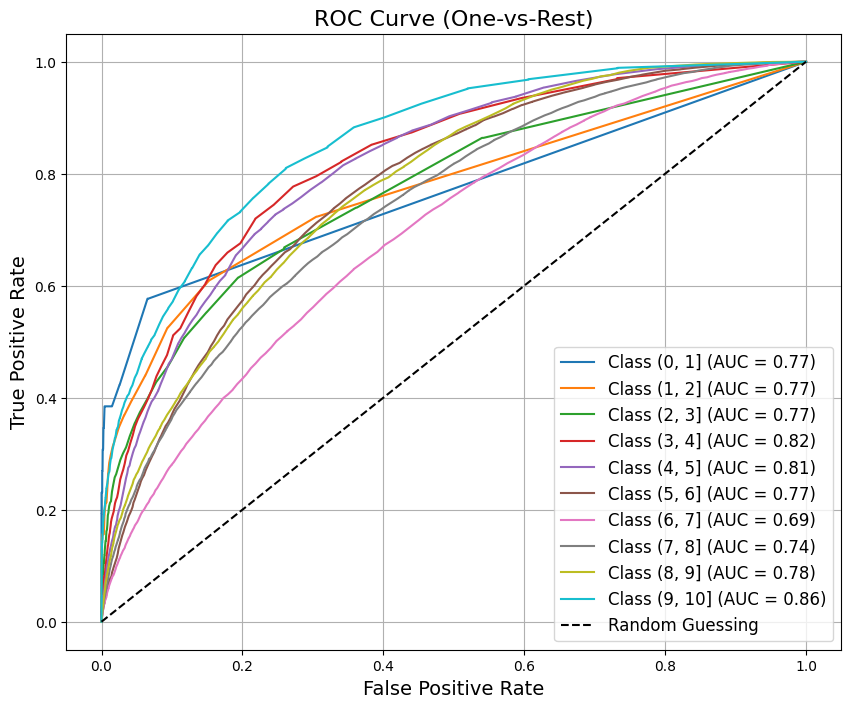 ROC Curve (One-vs-Rest)
True Positive Rate
1.0
0.8
0.6
0.4
0.2
0.0
Class (0, 1] (AUC = 0.77)
Class (1, 2] (AUC = 0.77)
Class (2, 3] (AUC = 0.77)
Class (3, 4] (AUC = 0.82)
Class (4, 5] (AUC = 0.81)
Class (5, 6] (AUC = 0.77)
Class (6, 7] (AUC = 0.69)
Class (7, 8] (AUC = 0.74)
Class (8, 9] (AUC = 0.78)
Class (9, 10] (AUC = 0.86)
Random Guessing
0.0 0.2 0.4 0.6 0.8 1.0
False Positive Rate